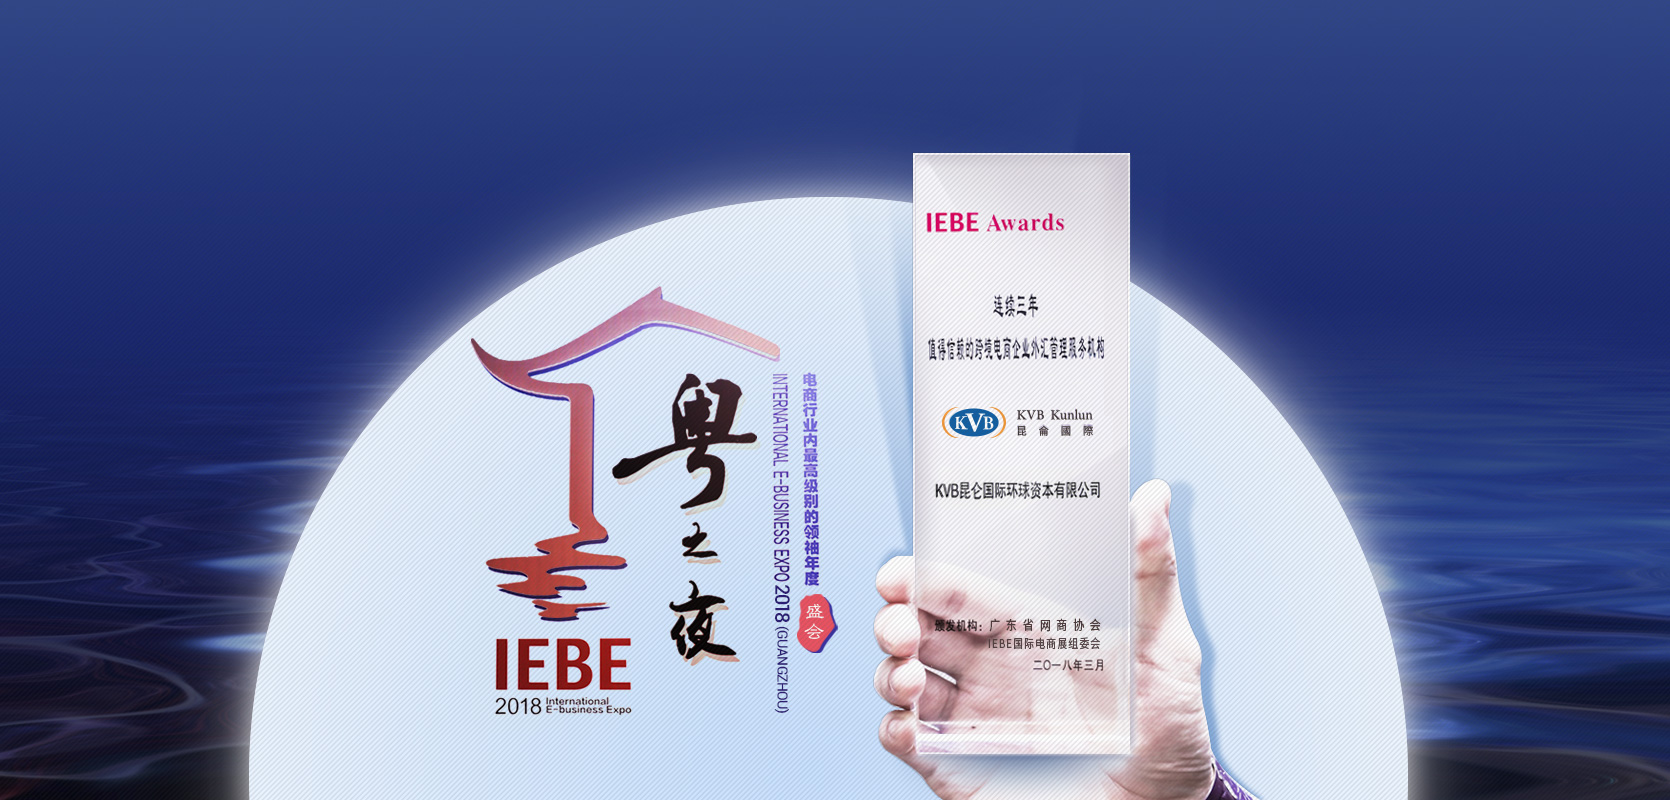 粤之夜
电商行业内最高级别的领袖年度
盛会
INTERNATIONAL E-BUSINESS EXPO 2018 (GUANGZHOU)
IEBE
2018 International
E-business Expo
IEBE Awards
连续三年
值得信赖的跨境电商企业外汇管理服务机构
KVB KVB Kunlun
昆侖國際
KVB昆仑国际环球资本有限公司
颁发机构：广东省网商协会
IEBE国际电商展组委会
二〇一八年三月